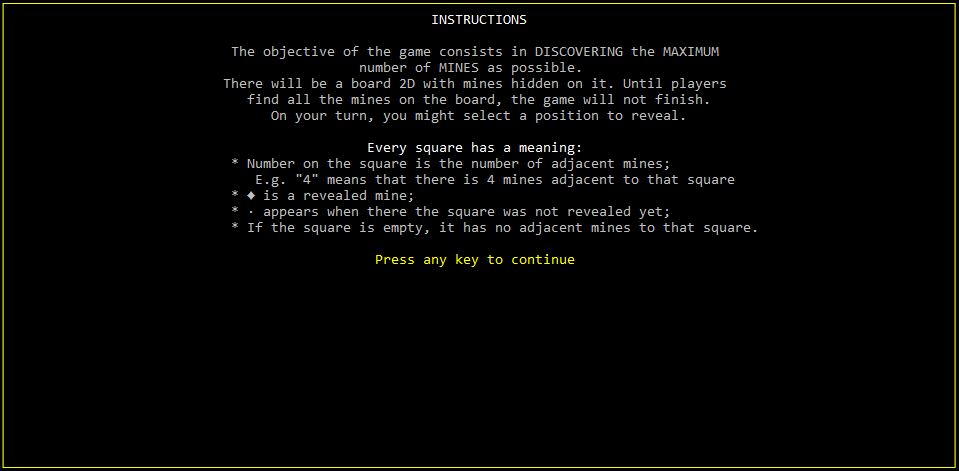 INSTRUCTIONS
The objective of the game consists in DISCOVERING the MAXIMUM
number of MINES as possible.
There will be a board 2D with mines hidden on it. Until players
find all the mines on the board, the game will not finish.
On your turn, you might select a position to reveal.
Every square has a meaning:
* Number on the square is the number of adjacent mines;
E.g. "4" means that there is 4 mines adjacent to that square
* ♦ is a revealed mine;
* · appears when there the square was not revealed yet;
* If the square is empty, it has no adjacent mines to that square.
Press any key to continue